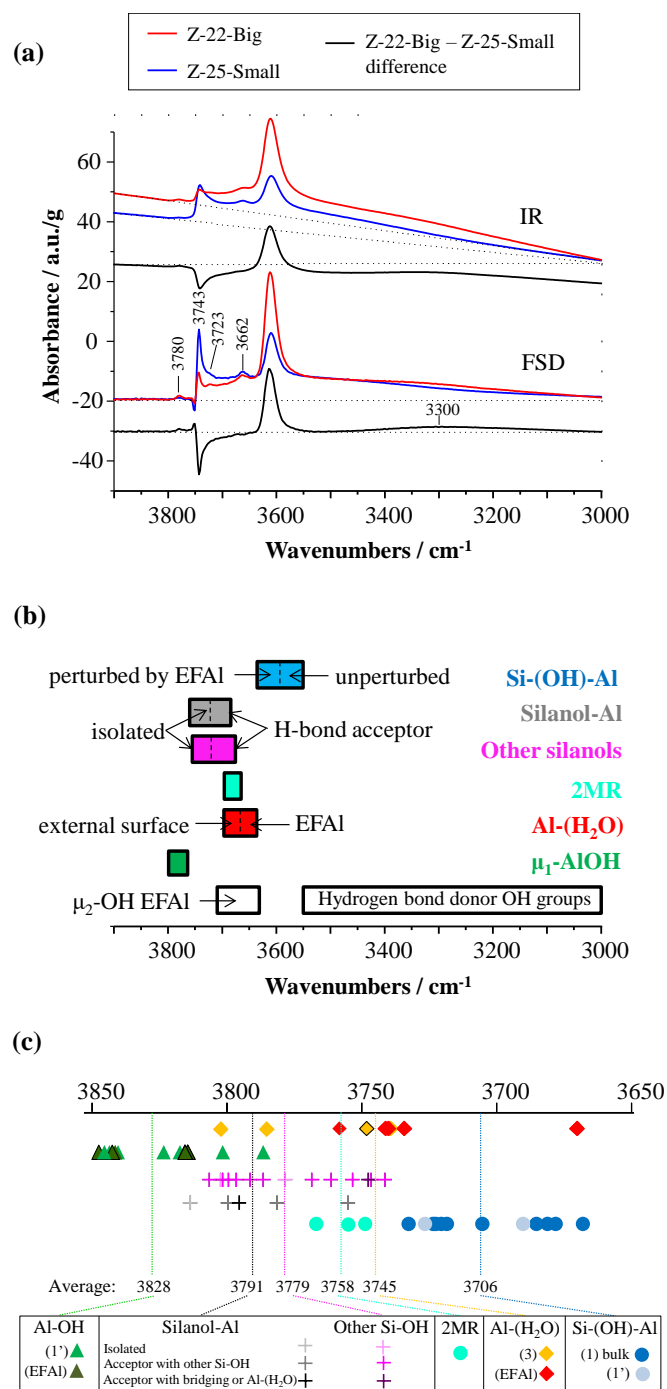 (a)
Z-22-Big
Z-25-Small
Z-22-Big – Z-25-Small
difference
Absorbance / a.u./g
60
40
20
0
-20
-40
IR
FSD
3780
3743
3723
3662
3300
3800 3600 3400 3200 3000
Wavenumbers / cm⁻¹
(b)
perturbed by EFAl
unperturbed
Si-(OH)-Al
isolated
H-bond acceptor
Silanol-Al
Other silanols
2MR
external surface
EFAl
Al-(H₂O)
µ₁-AlOH
µ₂-OH EFAl
Hydrogen bond donor OH groups
3800 3600 3400 3200 3000
Wavenumbers / cm⁻¹
(c)
3850 3800 3750 3700 3650
Average: 3828 3791 3779 3758 3745 3706
Al-OH
(1')
(EFAl)
Silanol-Al
Other Si-OH
Isolated
Acceptor with other Si-OH
Acceptor with bridging or Al-(H₂O)
2MR
Al-(H₂O)
(3)
(EFAl)
Si-(OH)-Al
(1) bulk
(1')